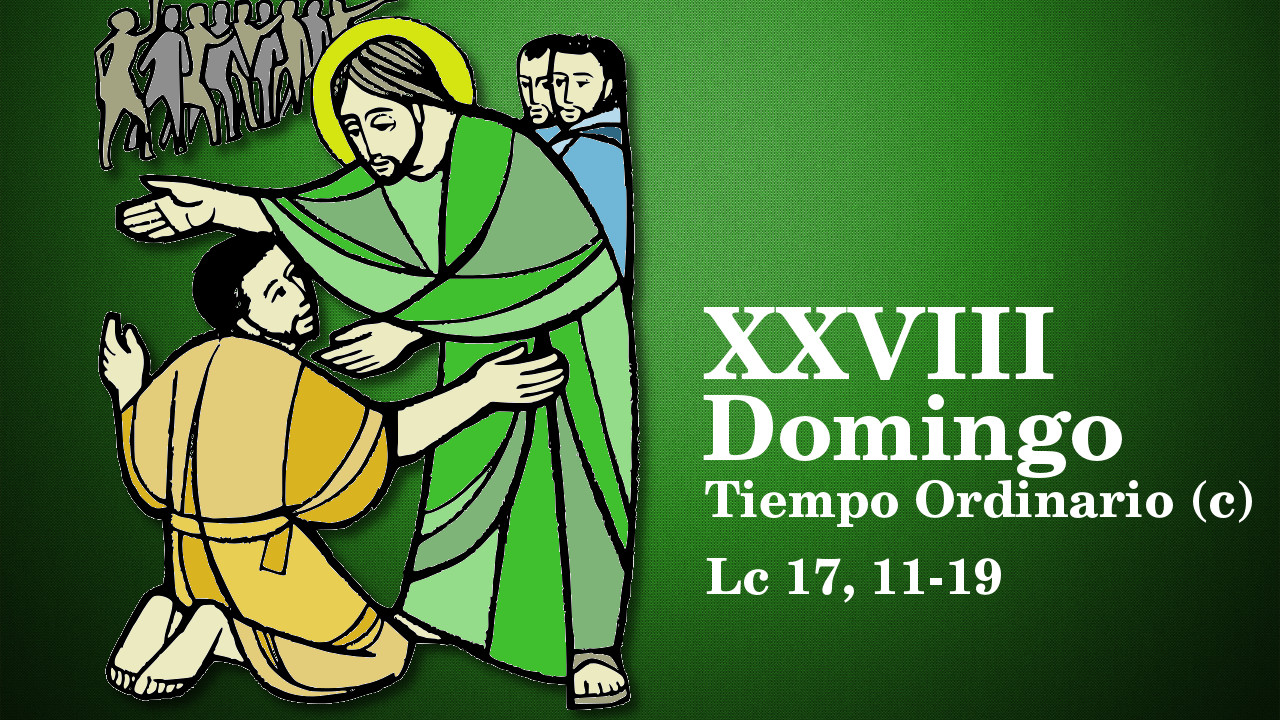 XXVIII
Domingo
Tiempo Ordinario (c)
Lc 17, 11-19